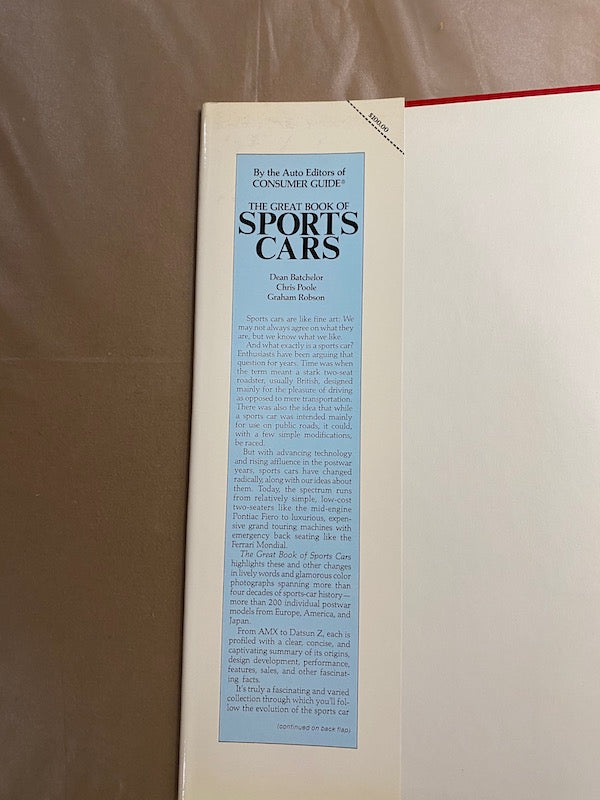 $100.00
By the Auto Editors of
CONSUMER GUIDE®
THE GREAT BOOK OF
SPORTS
CARS
Dean Batchelor
Chris Poole
Graham Robson
Sports cars are like fine art: We
may not always agree on what they
are, but we know what we like.
And what exactly is a sports car?
Enthusiasts have been arguing that
question for years. Time was when
the term meant a stark two-seat
roadster, usually British, designed
mainly for the pleasure of driving
as opposed to mere transportation.
There was also the idea that while
a sports car was intended mainly
for use on public roads, it could,
with a few simple modifications,
be raced.
But with advancing technology
and rising affluence in the postwar
years, sports cars have changed
radically, along with our ideas about
them. Today, the spectrum runs
from relatively simple, low-cost
two-seaters like the mid-engine
Pontiac Fiero to luxurious, expen-
sive grand touring machines with
emergency back seating like the
Ferrari Mondial.
The Great Book of Sports Cars
highlights these and other changes
in lively words and glamorous color
photographs spanning more than
four decades of sports-car history—
more than 200 individual postwar
models from Europe, America, and
Japan.
From AMX to Datsun Z, each is
profiled with a clear, concise, and
captivating summary of its origins,
design development, performance,
features, sales, and other fascinat-
ing facts.
It's truly a fascinating and varied
collection through which you'll fol-
low the evolution of the sports car
(continued on back flap)